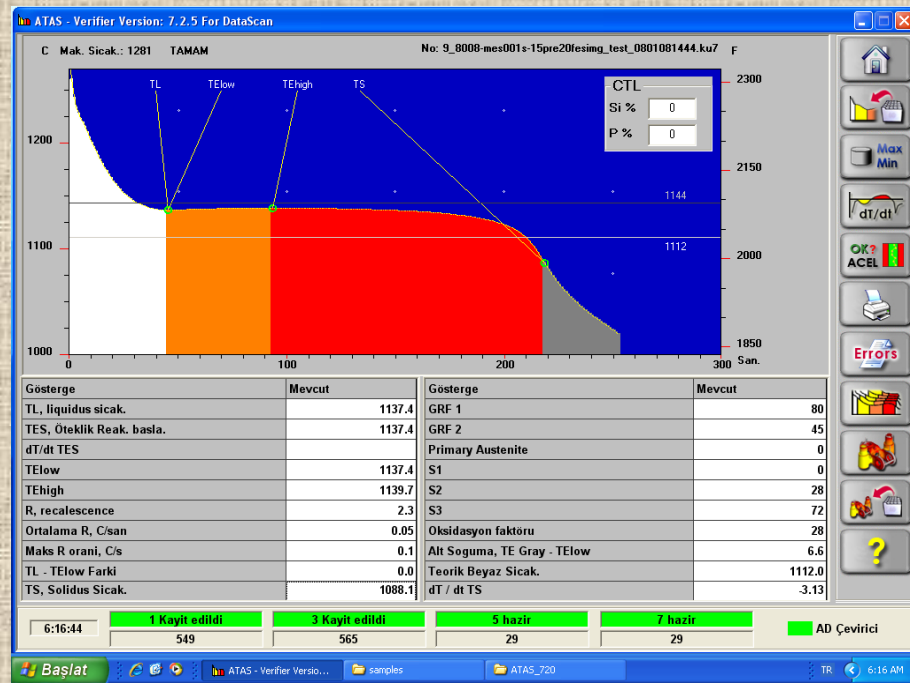 ATAS - Verifier Version: 7.2.5 For DataScan
C Mak. Sicak.: 1281 TAMAM No: 9_8008-mes001s-15pre20fesimg_test_0801081444.ku7 F
TL TElow TEhigh TS
CTL
Si % 0
P % 0
2300
1200
2150
1144
1100
1112
2000
1000
1850
0 100 200 300 San.
Max
Min
dT/dt
OK?
ACEL
Errors
?
Gösterge Mevcut Gösterge Mevcut
TL, liquidus sicak. 1137.4 GRF 1 80
TES, Öteklik Reak. basla. 1137.4 GRF 2 45
dT/dt TES Primary Austenite 0
TElow 1137.4 S1 0
TEhigh 1139.7 S2 28
R, recalescence 2.3 S3 72
Ortalama R, C/san 0.05 Oksidasyon faktöru 28
Maks R orani, C/s 0.1 Alt Soguma, TE Gray - TElow 6.6
TL - TElow Farki 0.0 Teorik Beyaz Sicak. 1112.0
TS, Solidus Sicak. 1088.1 dT / dt TS -3.13
6:16:44
1 Kayit edildi 3 Kayit edildi 5 hazir 7 hazir
549 565 29 29
AD Çevirici
Başlat ATAS - Verifier Versio... samples ATAS_720 TR 6:16 AM